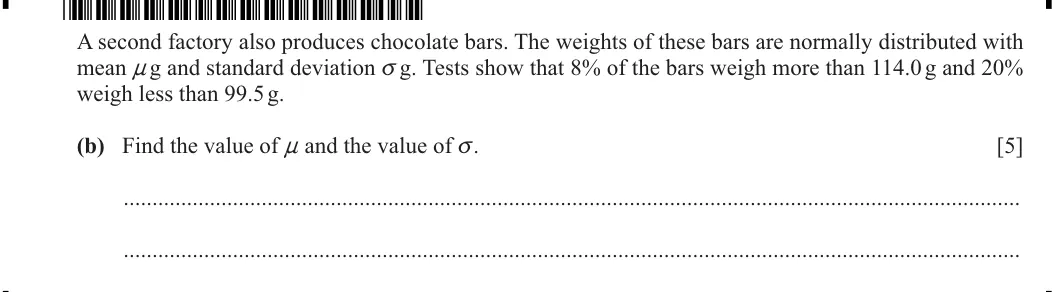 A second factory also produces chocolate bars. The weights of these bars are normally distributed with
mean μ g and standard deviation σ g. Tests show that 8% of the bars weigh more than 114.0 g and 20%
weigh less than 99.5 g.
(b) Find the value of μ and the value of σ. [5]